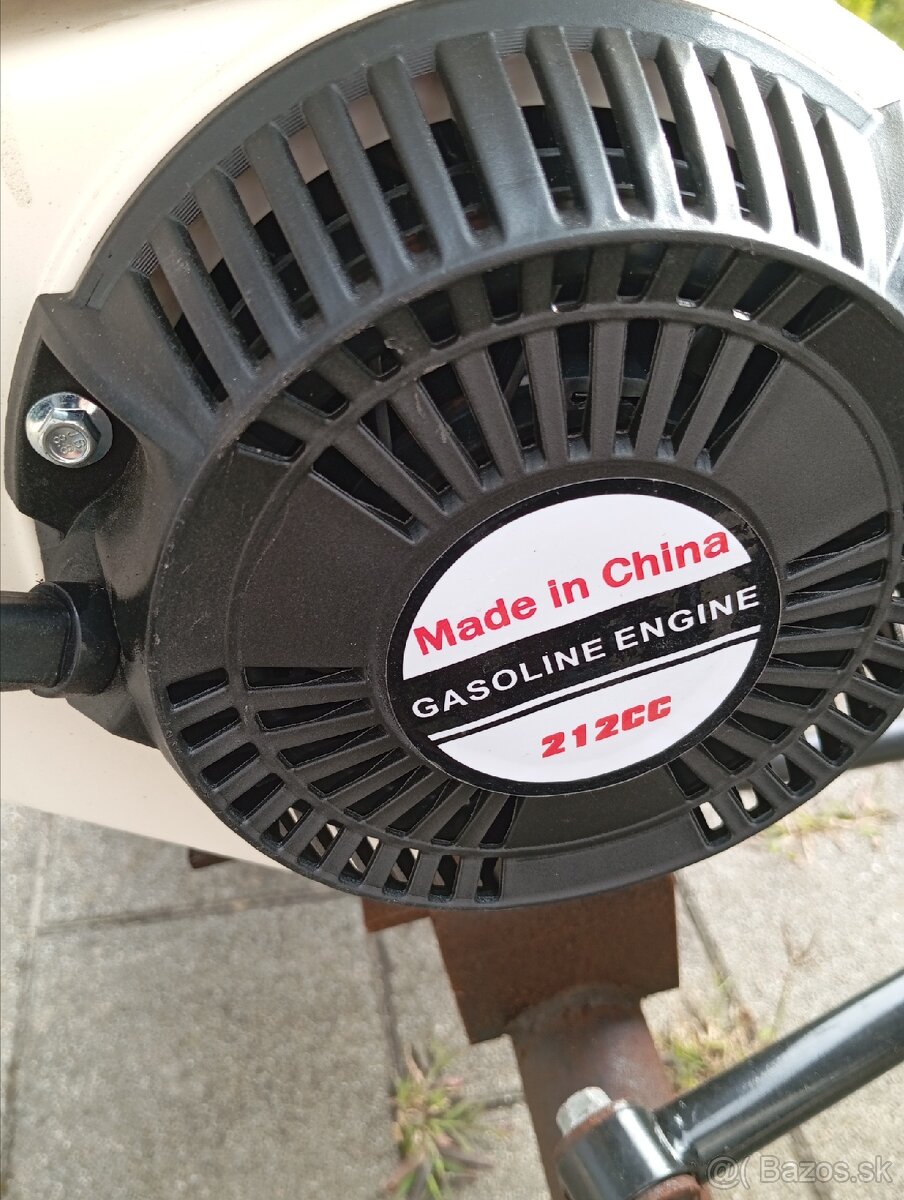 Made in China
GASOLINE ENGINE
212CC
@( Bazos.sk